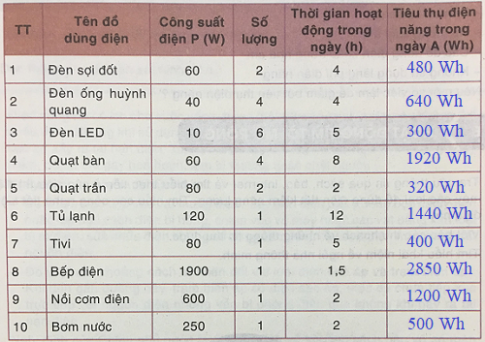 TT | Tên đồ dùng điện | Công suất điện P (W) | Số lượng | Thời gian hoạt động trong ngày (h) | Tiêu thụ điện năng trong ngày A (Wh)
1 | Đèn sợi đốt | 60 | 2 | 4 | 480 Wh
2 | Đèn ống huỳnh quang | 40 | 4 | 4 | 640 Wh
3 | Đèn LED | 10 | 6 | 5 | 300 Wh
4 | Quạt bàn | 60 | 4 | 8 | 1920 Wh
5 | Quạt trần | 80 | 2 | 2 | 320 Wh
6 | Tủ lạnh | 120 | 1 | 12 | 1440 Wh
7 | Tivi | 80 | 1 | 5 | 400 Wh
8 | Bếp điện | 1900 | 1 | 1,5 | 2850 Wh
9 | Nồi cơm điện | 600 | 1 | 2 | 1200 Wh
10 | Bơm nước | 250 | 1 | 2 | 500 Wh